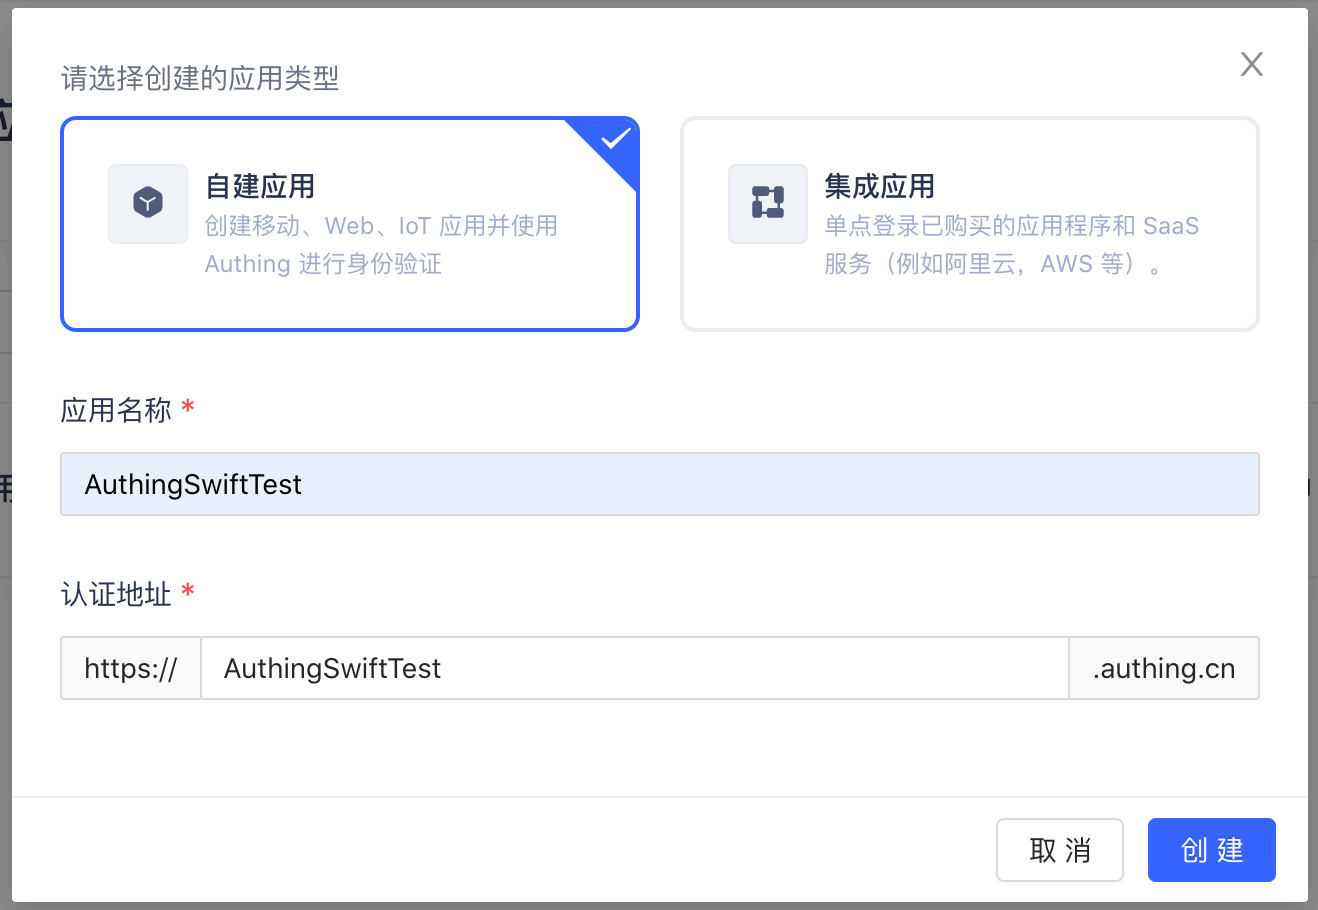 请选择创建的应用类型
自建应用
创建移动、Web、IoT 应用并使用
Authing 进行身份验证
集成应用
单点登录已购买的应用程序和 SaaS
服务（例如阿里云，AWS 等）。
应用名称 *
AuthingSwiftTest
认证地址 *
https:// AuthingSwiftTest .authing.cn
取 消 创 建